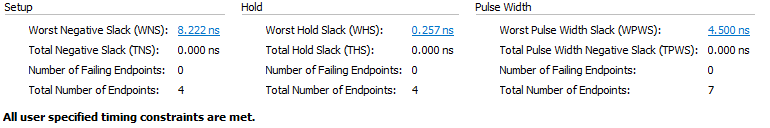 Setup Hold Pulse Width
Worst Negative Slack (WNS): 8.222 ns Worst Hold Slack (WHS): 0.257 ns Worst Pulse Width Slack (WPWS): 4.500 ns
Total Negative Slack (TNS): 0.000 ns Total Hold Slack (THS): 0.000 ns Total Pulse Width Negative Slack (TPWS): 0.000 ns
Number of Failing Endpoints: 0 Number of Failing Endpoints: 0 Number of Failing Endpoints: 0
Total Number of Endpoints: 4 Total Number of Endpoints: 4 Total Number of Endpoints: 7
All user specified timing constraints are met.